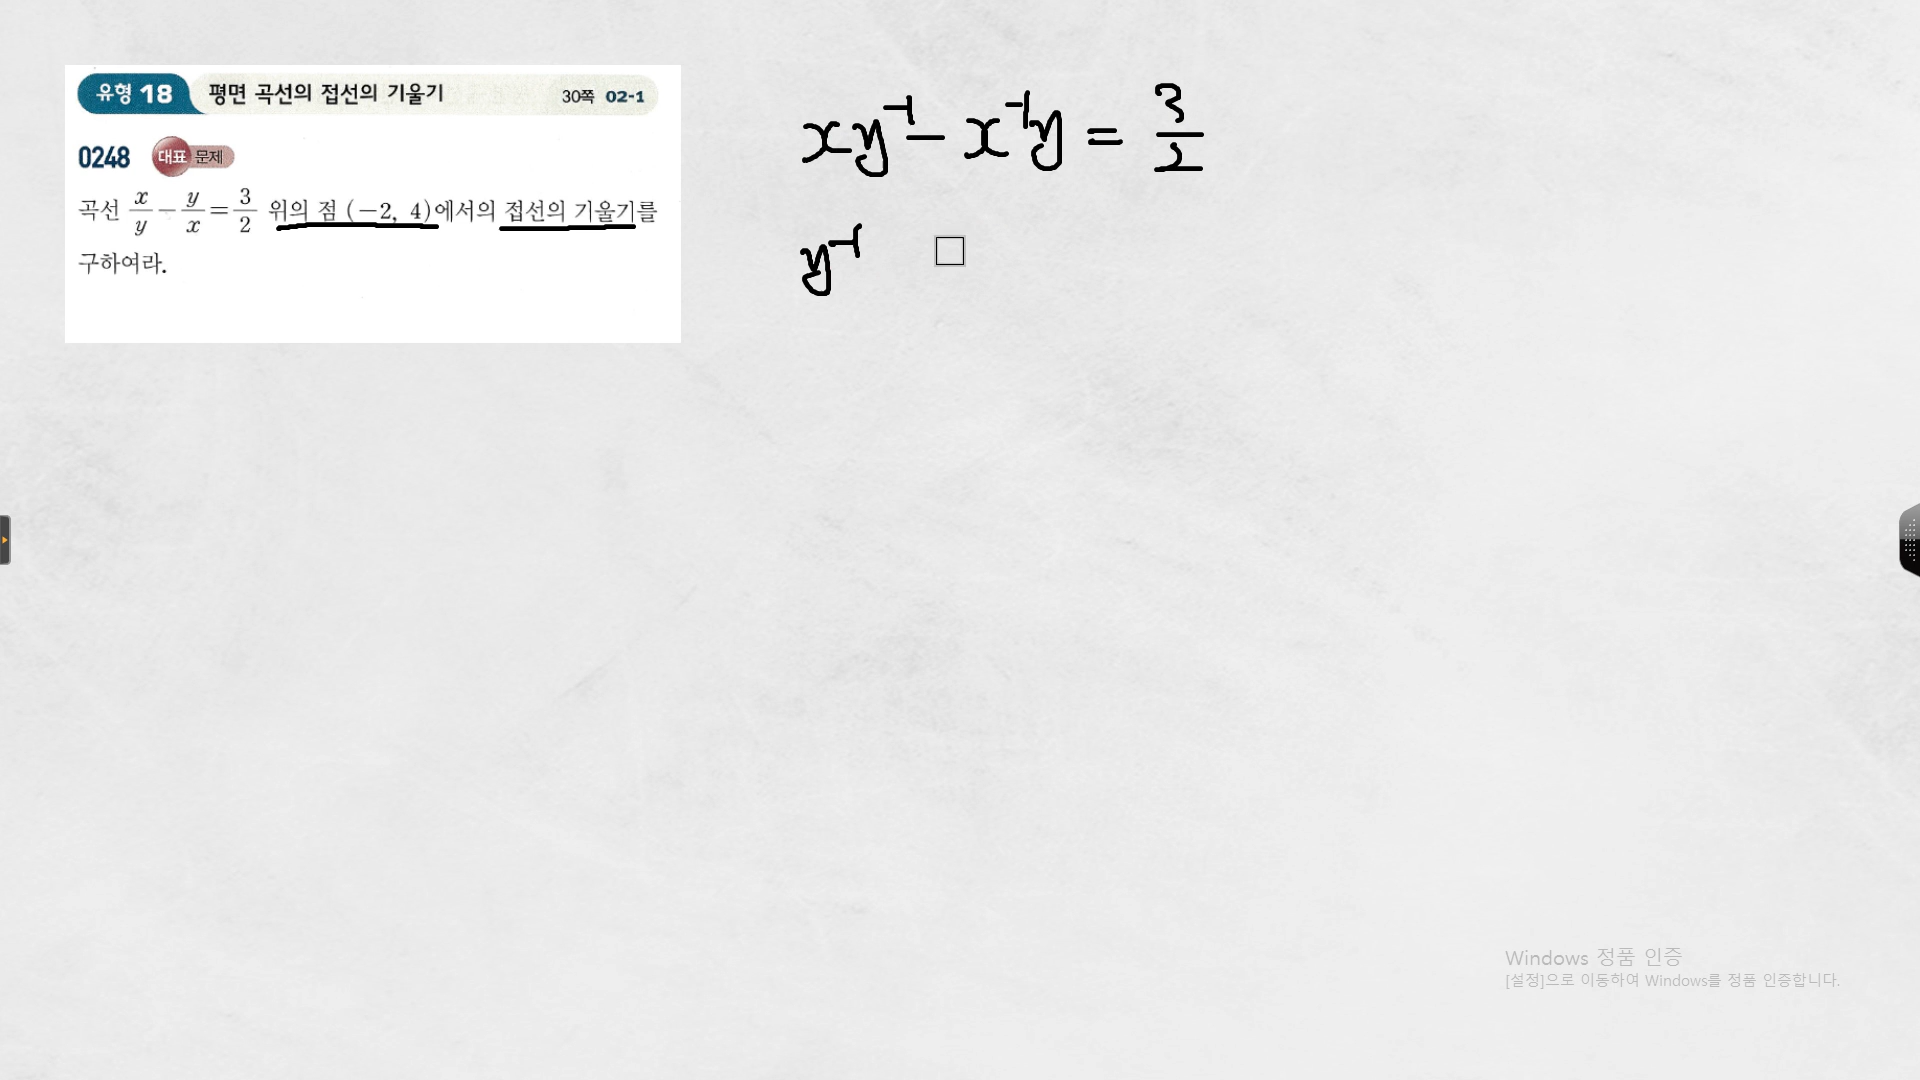 유형 18 평면 곡선의 접선의 기울기 30쪽 02-1
0248 대표 문제
곡선 x/y - y/x = 3/2 위의 점 (-2, 4)에서의 접선의 기울기를
구하여라.
xy⁻¹ - x⁻¹y = 3/2
y⁻¹
Windows 정품 인증
[설정]으로 이동하여 Windows를 정품 인증합니다.